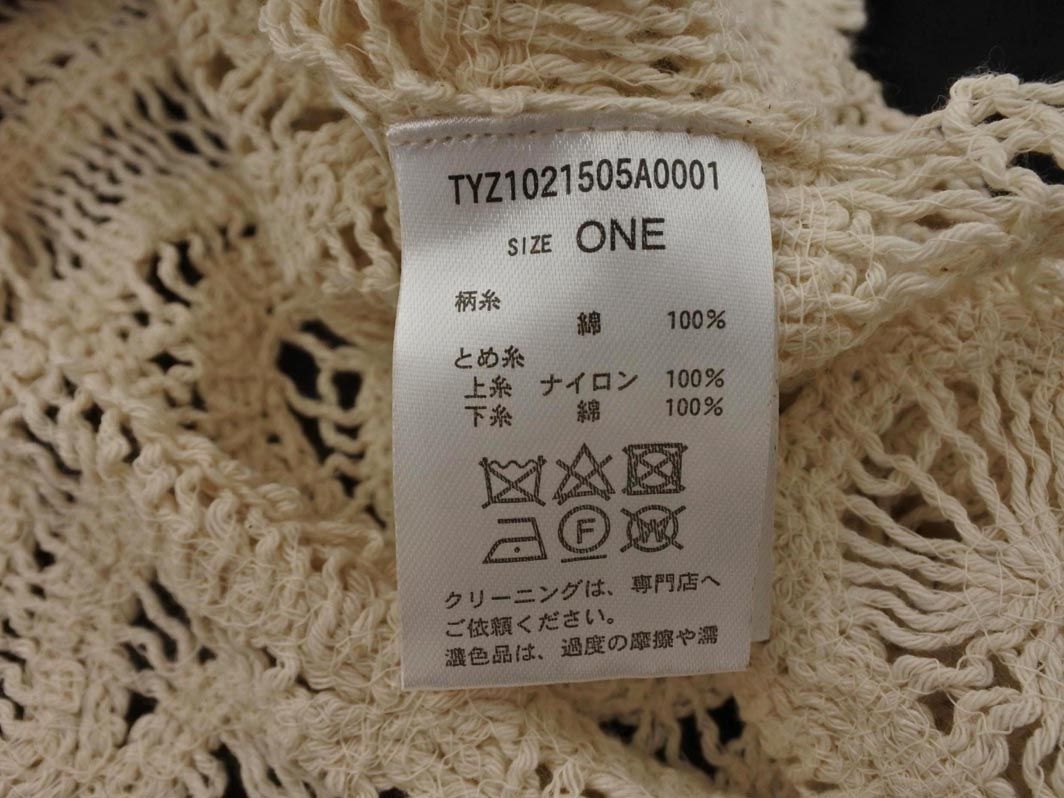 TYZ1021505A0001
SIZE ONE
柄糸
綿 100%
とめ糸
上糸 ナイロン 100%
下糸 綿 100%
F W
クリーニングは、専門店へ
ご依頼ください。
濃色品は、過度の摩擦や濡